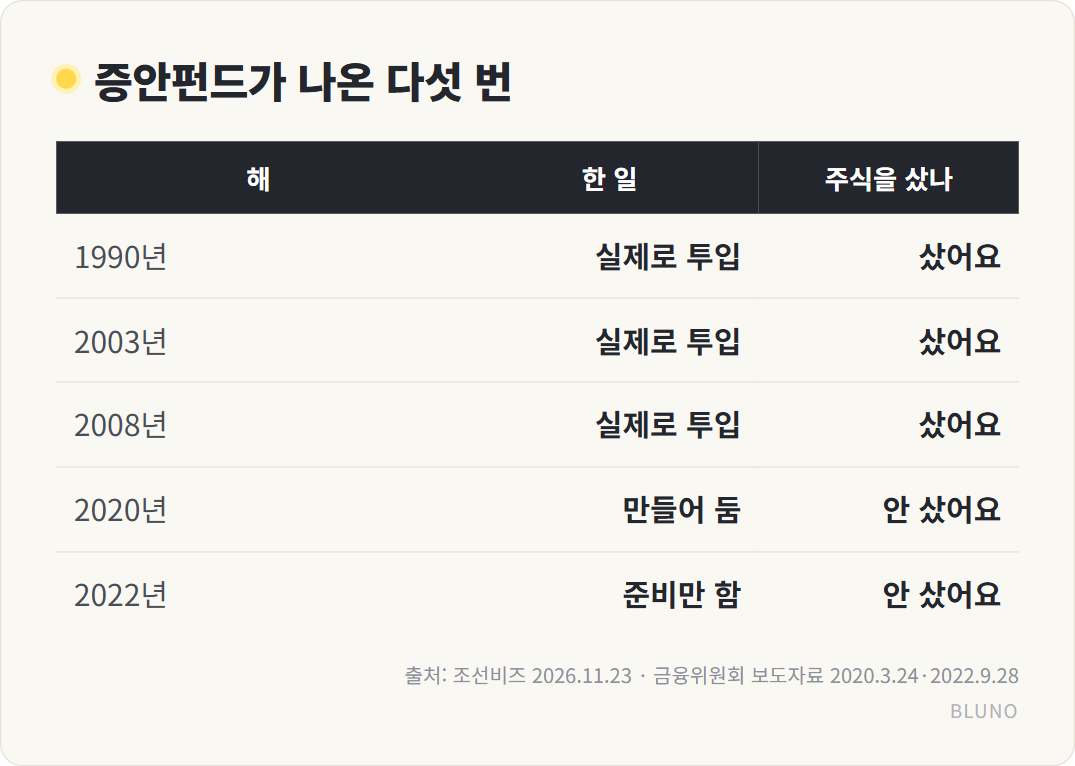 증안펀드가 나온 다섯 번
해 한 일 주식을 샀나
1990년 실제로 투입 샀어요
2003년 실제로 투입 샀어요
2008년 실제로 투입 샀어요
2020년 만들어 둠 안 샀어요
2022년 준비만 함 안 샀어요
출처: 조선비즈 2026.11.23 · 금융위원회 보도자료 2020.3.24·2022.9.28
BLUNO